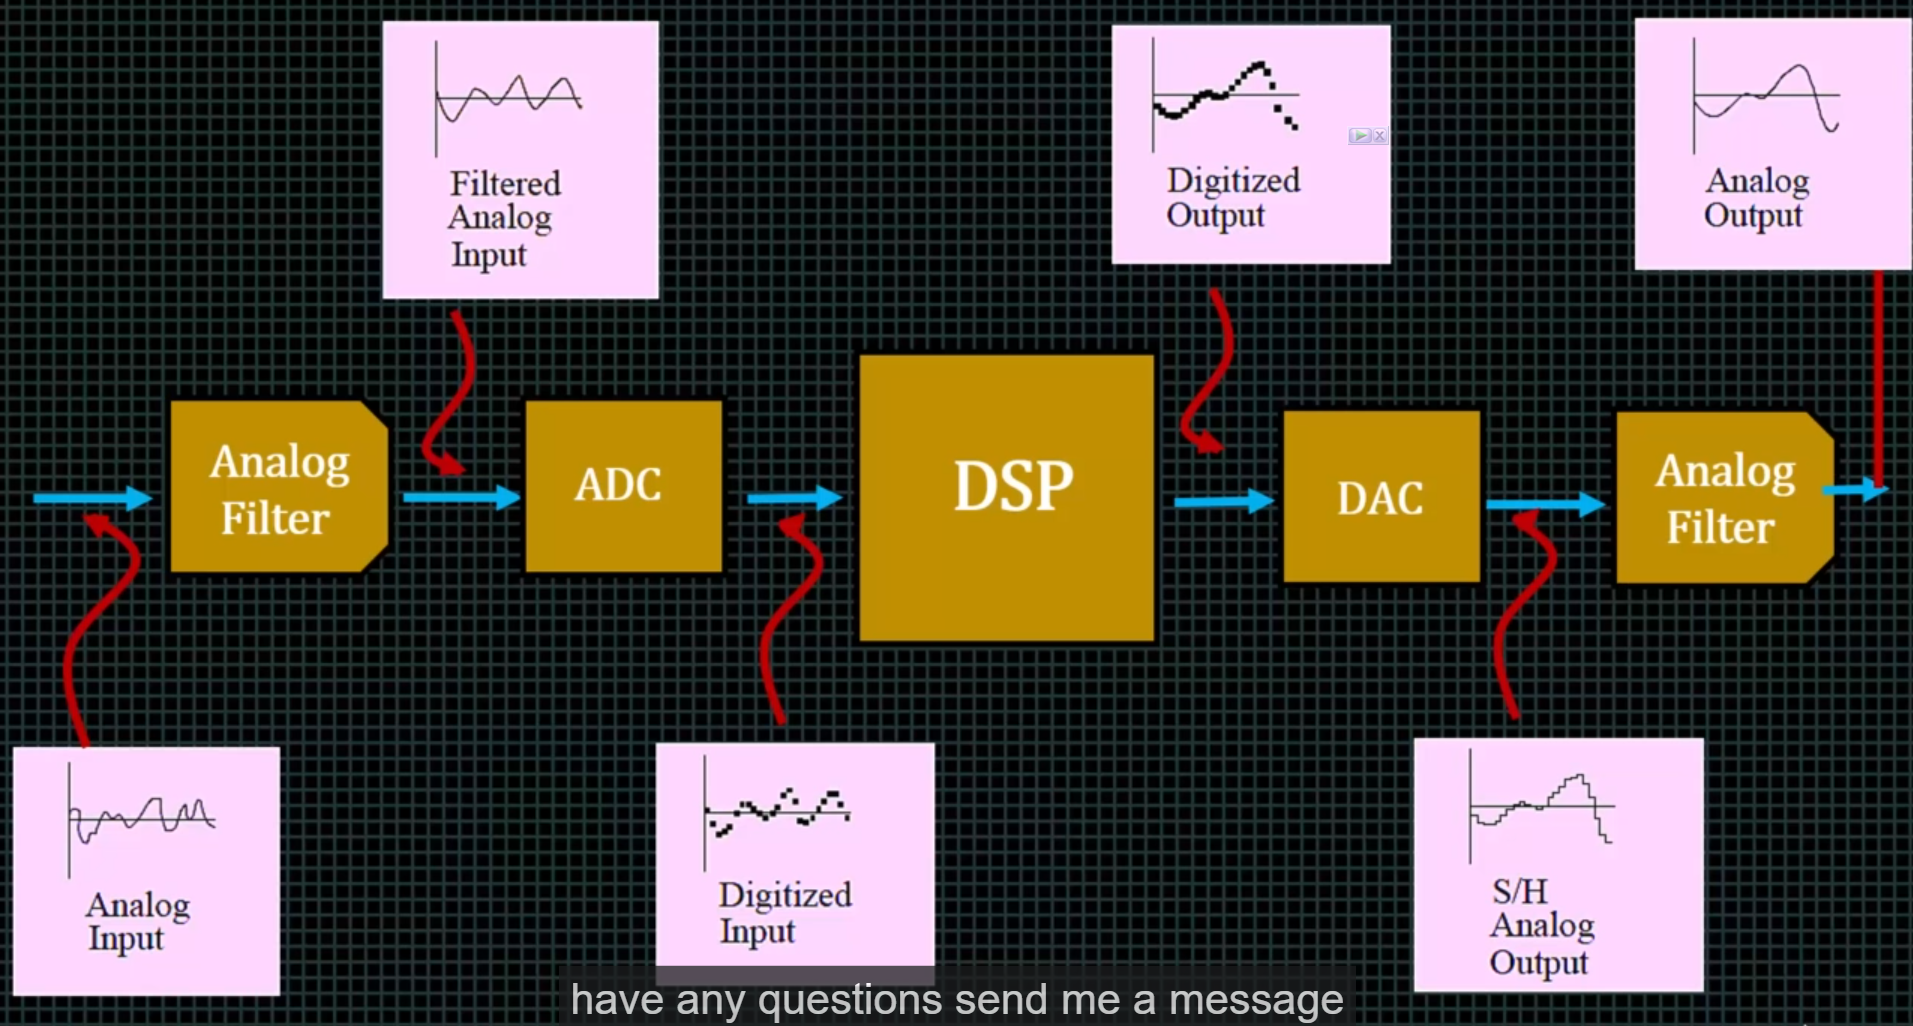 Filtered
Analog
Input
Digitized
Output
Analog
Output
Analog
Filter
ADC
DSP
DAC
Analog
Filter
Analog
Input
Digitized
Input
S/H
Analog
Output
have any questions send me a message